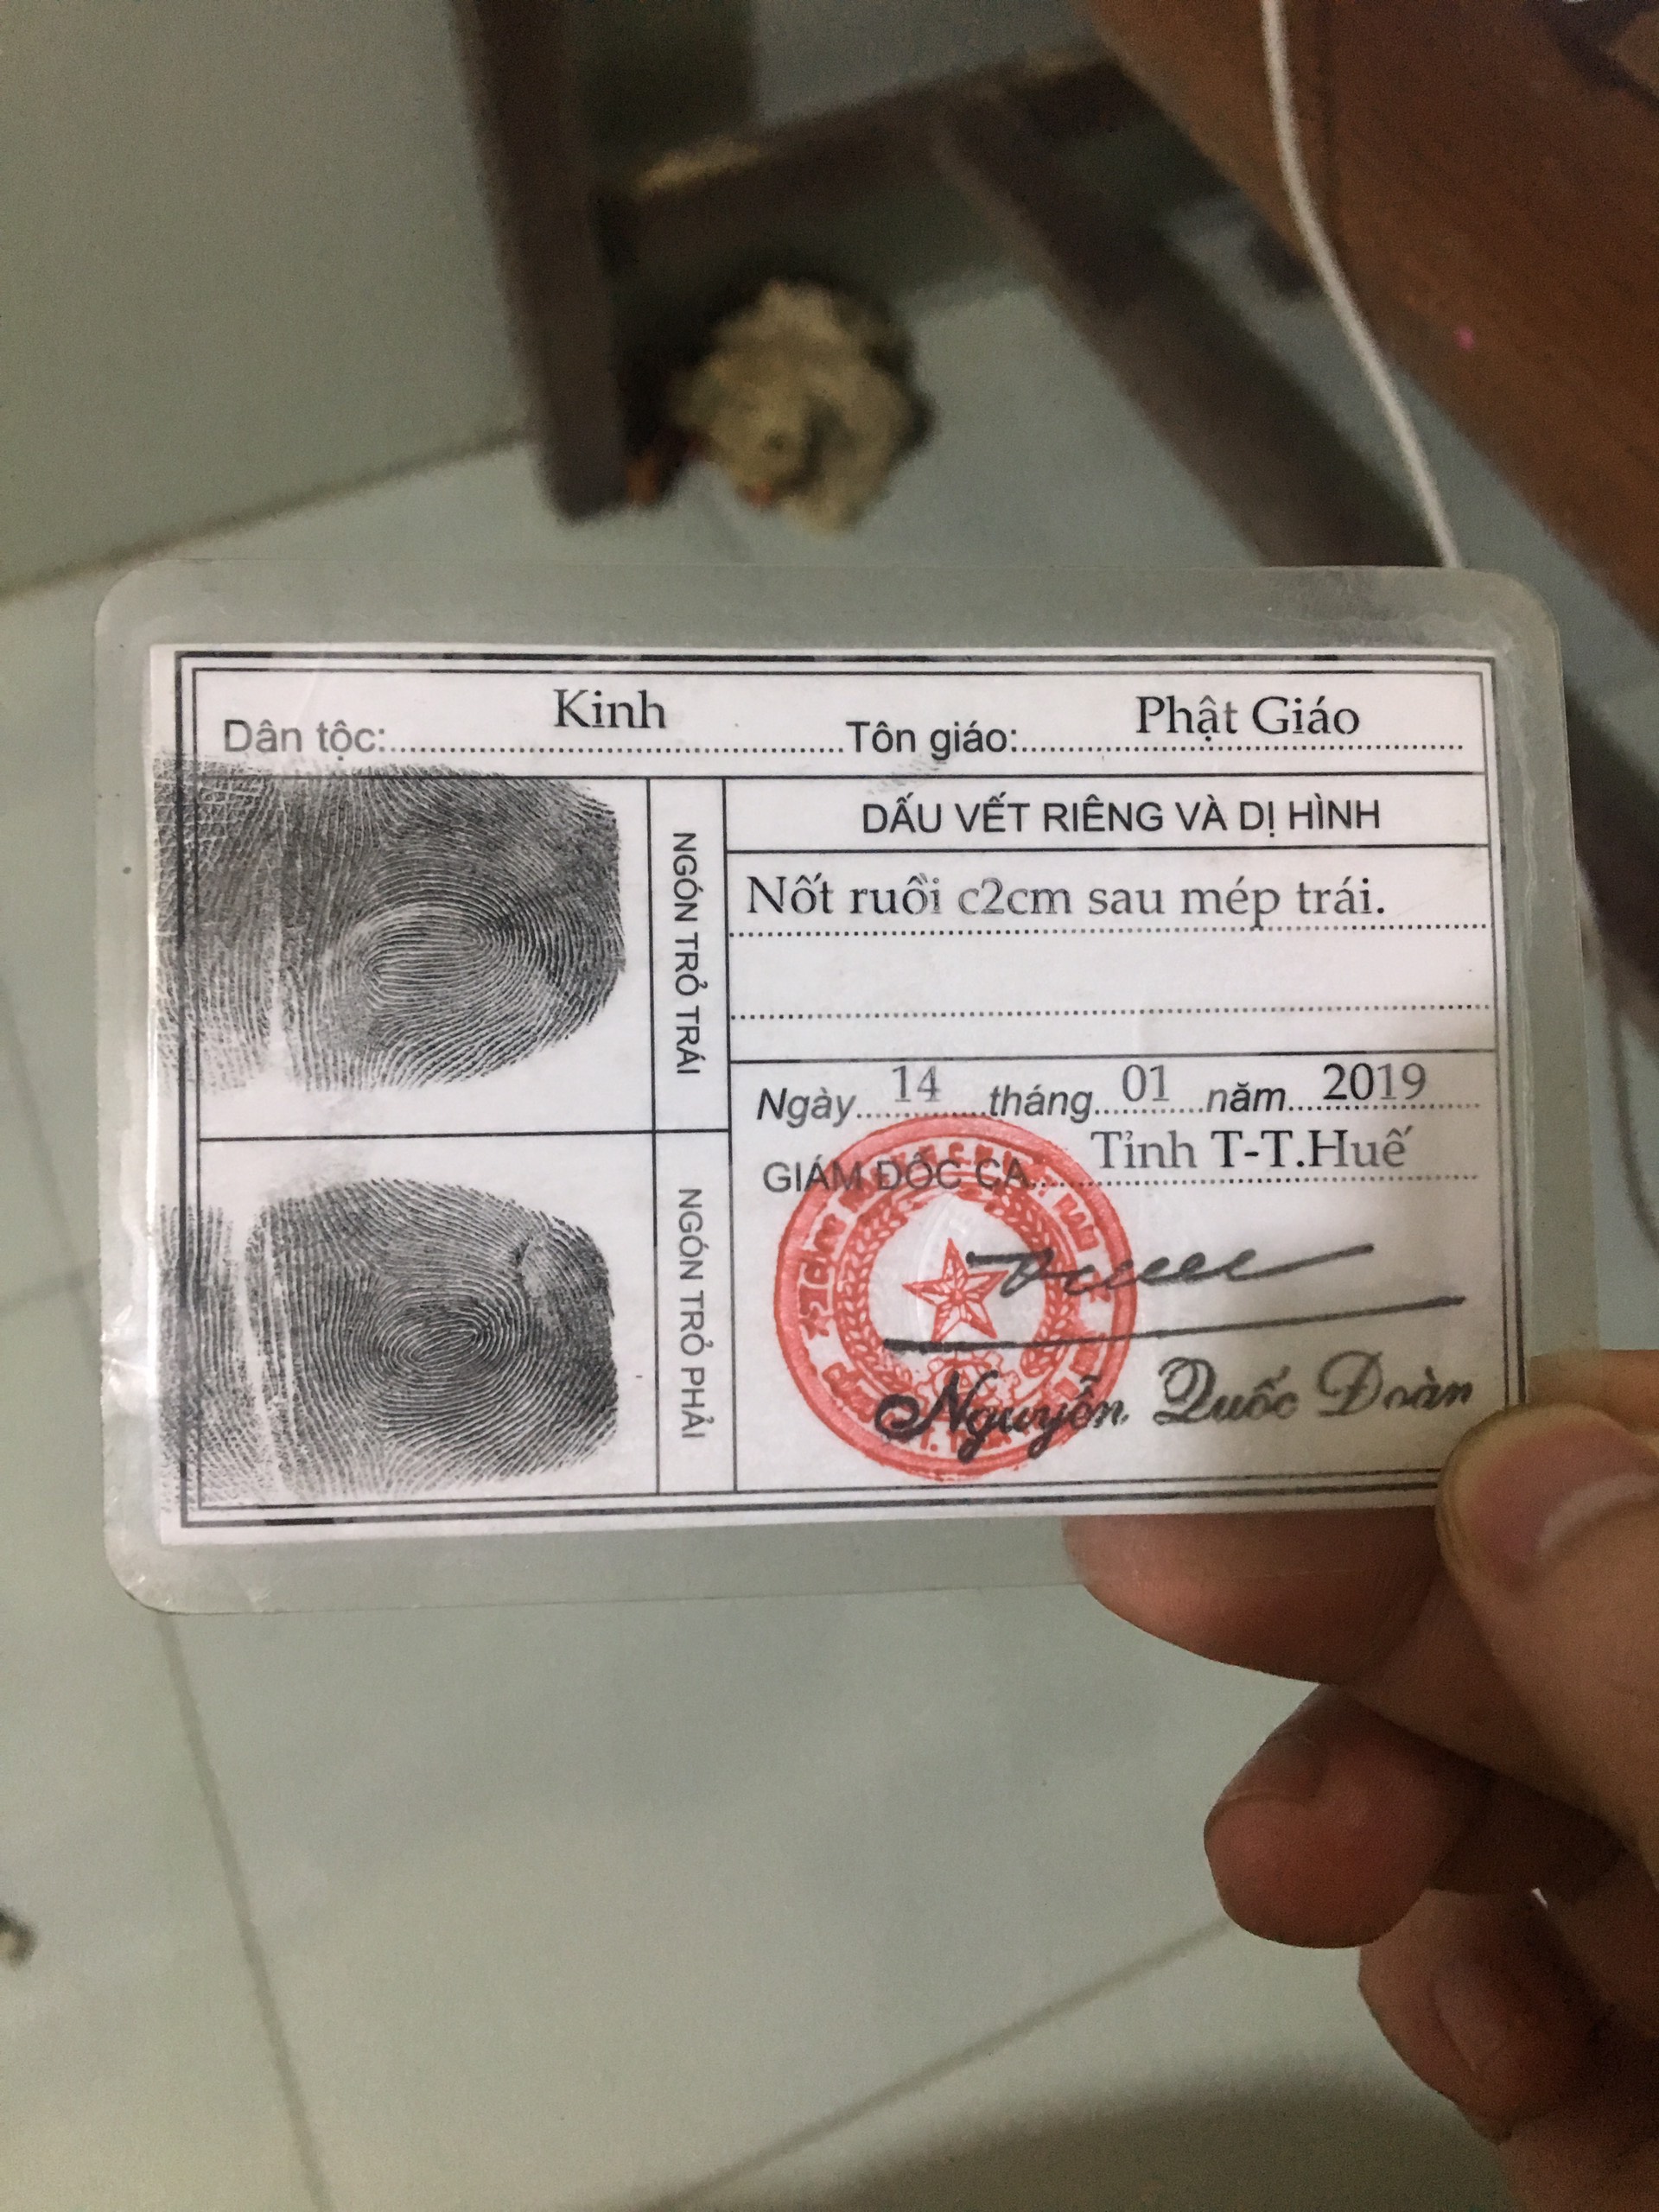 Dân tộc: Kinh Tôn giáo: Phật Giáo
NGÓN TRỎ TRÁI
NGÓN TRỎ PHẢI
DẤU VẾT RIÊNG VÀ DỊ HÌNH
Nốt ruồi c2cm sau mép trái.
Ngày 14 tháng 01 năm 2019
GIÁM ĐỐC CA Tỉnh T-T.Huế
Nguyễn Quốc Đoàn